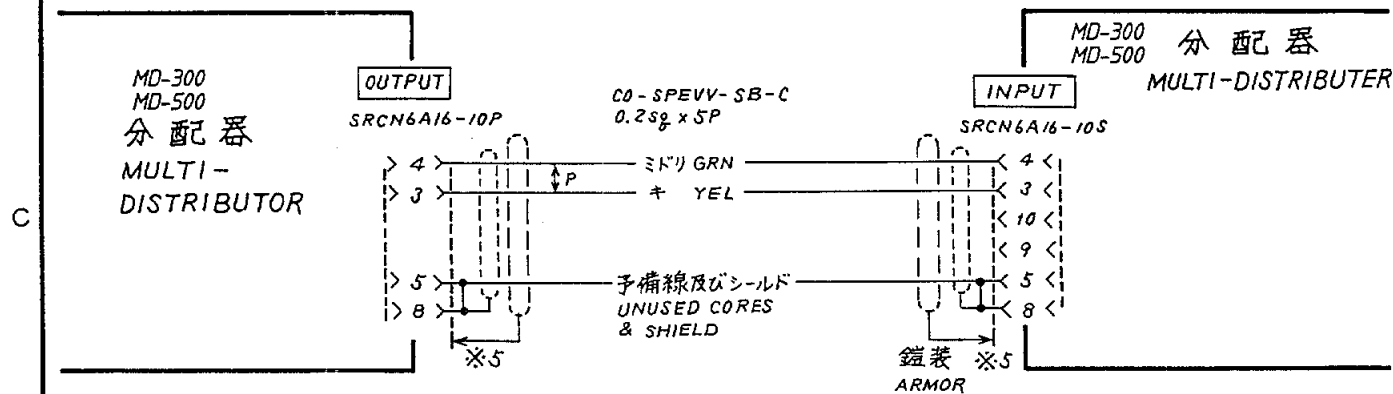 MD-300
MD-500
分配器
MULTI-
DISTRIBUTOR
OUTPUT
SRCN6A16-10P
4
3
5
8
※5
P
CO-SPEVV-SB-C
0.2sq x 5P
ミドリ GRN
キ YEL
予備線及びシールド
UNUSED CORES
& SHIELD
MD-300
MD-500
分配器
MULTI-DISTRIBUTER
INPUT
SRCN6A16-10S
4
3
10
9
5
8
鎧装 ※5
ARMOR
C